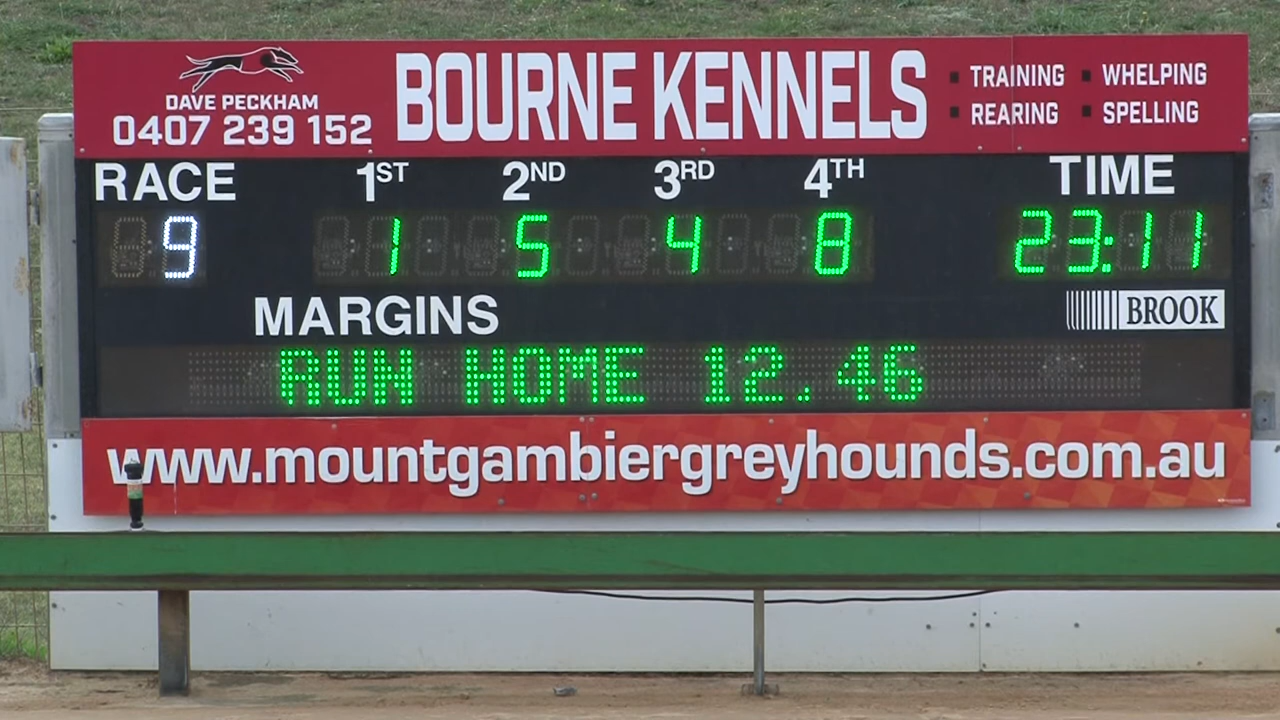 DAVE PECKHAM
0407 239 152
BOURNE KENNELS
TRAINING WHELPING
REARING SPELLING
RACE 1ST 2ND 3RD 4TH TIME
9 1 5 4 8 23:11
MARGINS
BROOK
RUN HOME 12.46
www.mountgambiergreyhounds.com.au